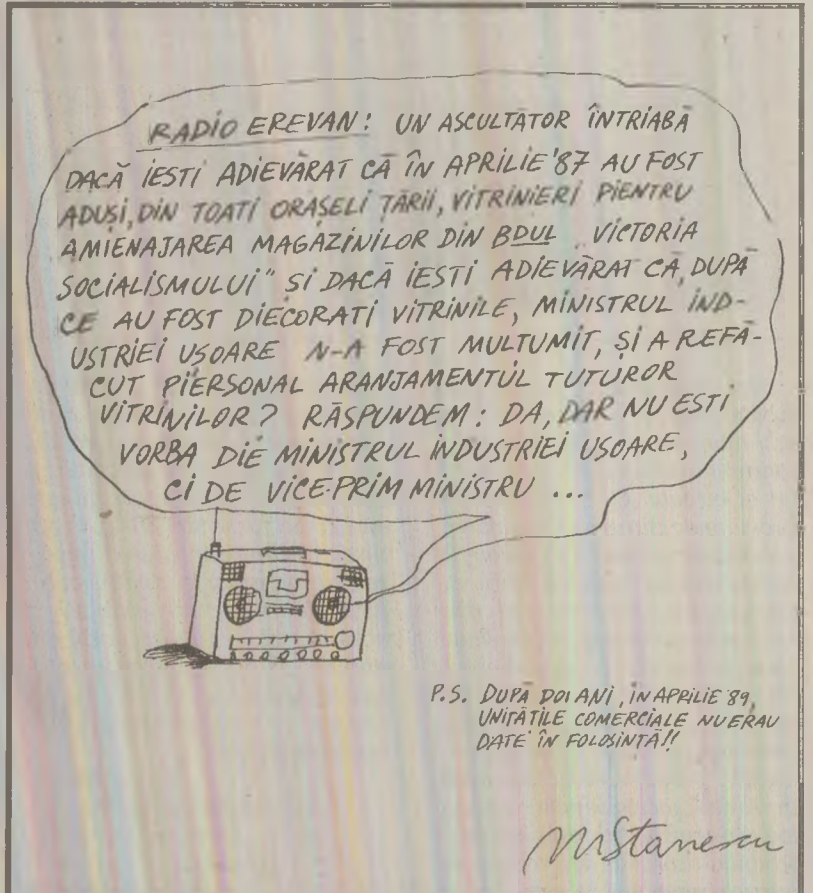 RADIO EREVAN: UN ASCULTĂTOR ÎNTRIABĂ
DACĂ IESTI ADIEVĂRAT CĂ ÎN APRILIE '87 AU FOST
ADUȘI, DIN TOATI ORAȘELI ȚĂRII, VITRINIERI PIENTRU
AMIENAJAREA MAGAZINILOR DIN BDUL „VICTORIA
SOCIALISMULUI" ȘI DACĂ IESTI ADIEVĂRAT CĂ, DUPĂ
CE AU FOST DIECORATI VITRINILE, MINISTRUL IND-
USTRIEI UȘOARE N-A FOST MULTUMIT, ȘI A REFĂ-
CUT PIERSONAL ARANJAMENTUL TUTUROR
VITRINILOR? RĂSPUNDEM: DA, DAR NU ESTI
VORBA DIE MINISTRUL INDUSTRIEI USOARE,
CI DE VICE-PRIM MINISTRU ...
P.S. DUPĂ DOI ANI, ÎN APRILIE 89,
UNITĂȚILE COMERCIALE NU ERAU
DATE ÎN FOLOSINȚĂ!!
MStanescu